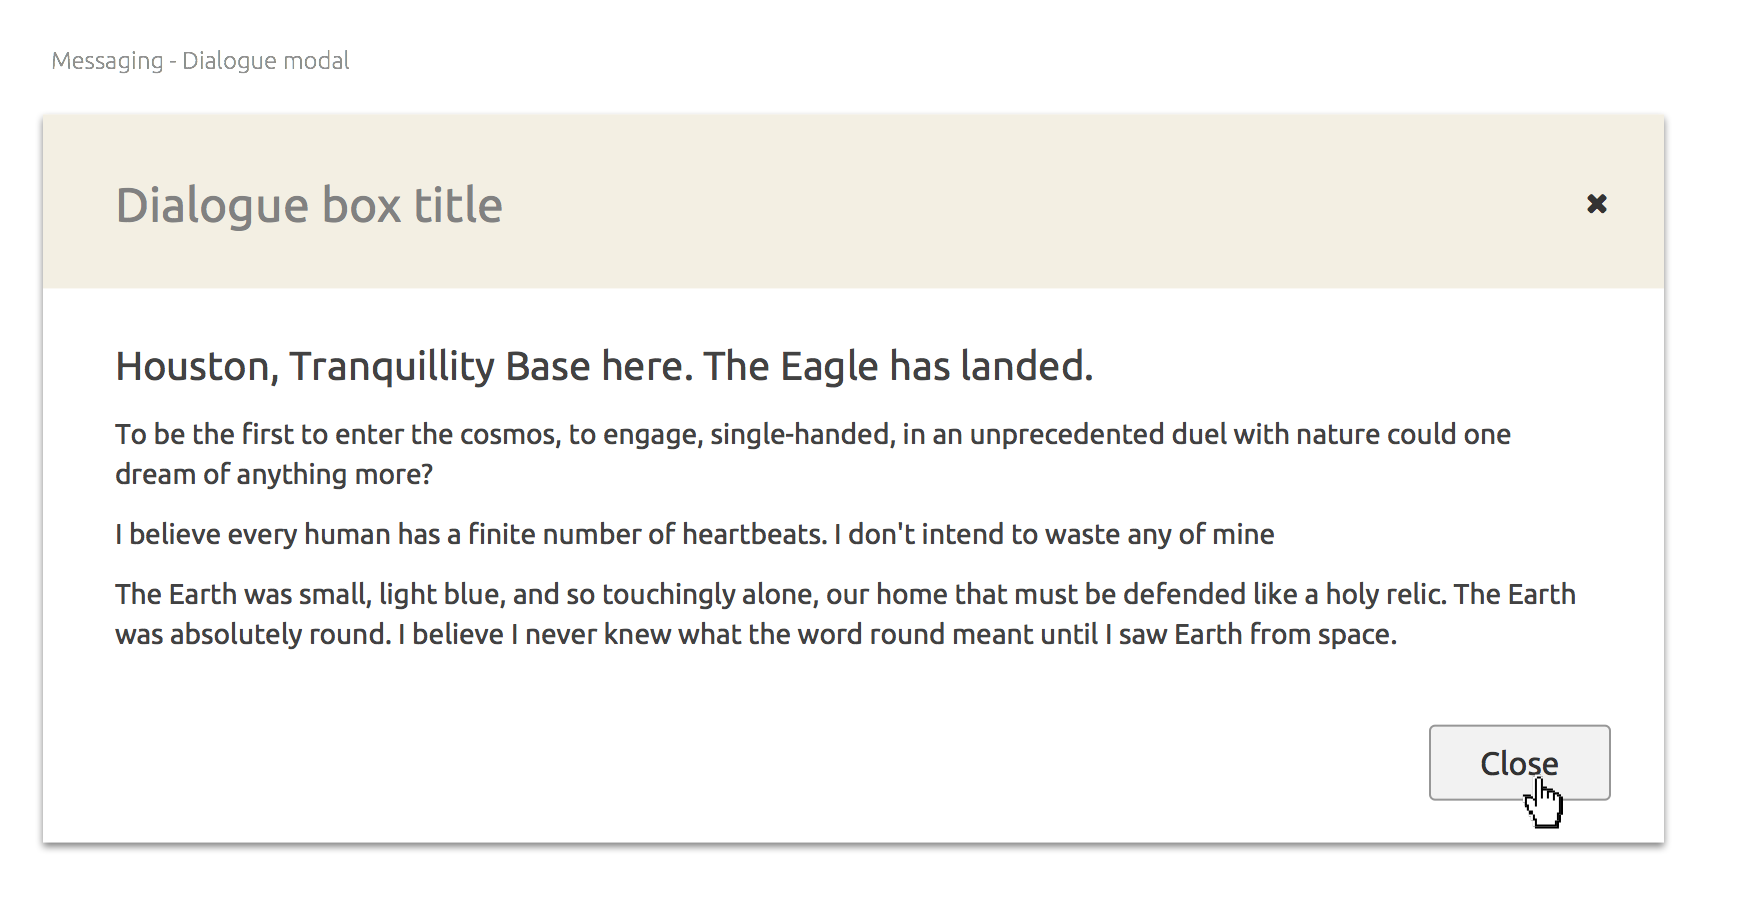 Messaging - Dialogue modal
Dialogue box title
Houston, Tranquillity Base here. The Eagle has landed.
To be the first to enter the cosmos, to engage, single-handed, in an unprecedented duel with nature could one
dream of anything more?
I believe every human has a finite number of heartbeats. I don't intend to waste any of mine
The Earth was small, light blue, and so touchingly alone, our home that must be defended like a holy relic. The Earth
was absolutely round. I believe I never knew what the word round meant until I saw Earth from space.
Close